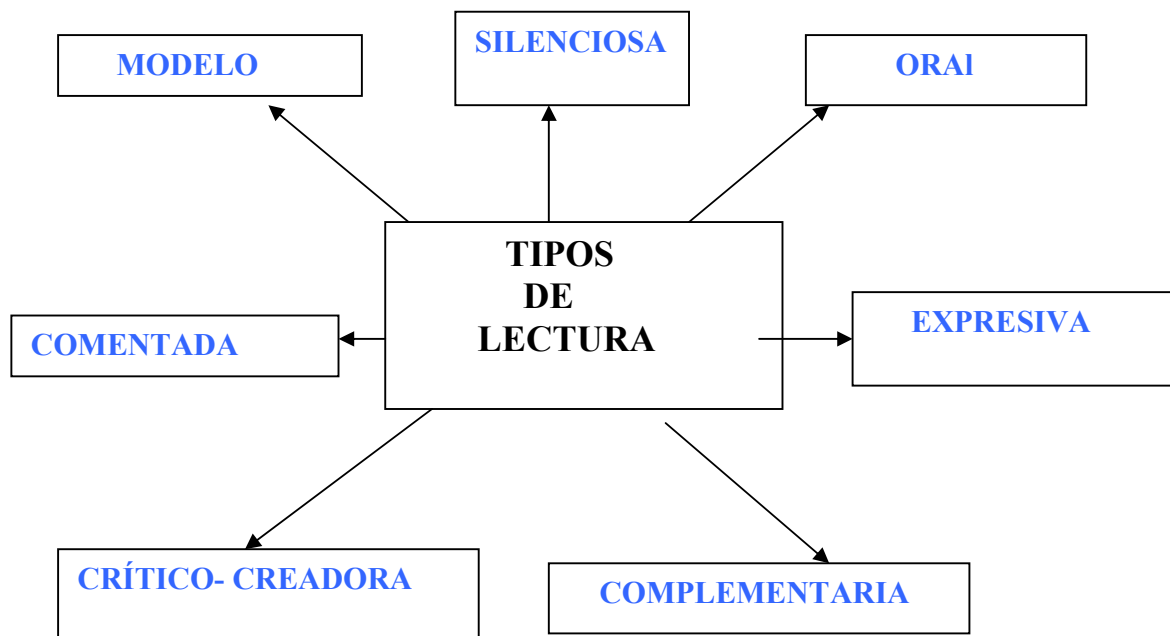 MODELO
SILENCIOSA
ORAl
TIPOS
DE
LECTURA
COMENTADA
EXPRESIVA
CRÍTICO- CREADORA
COMPLEMENTARIA